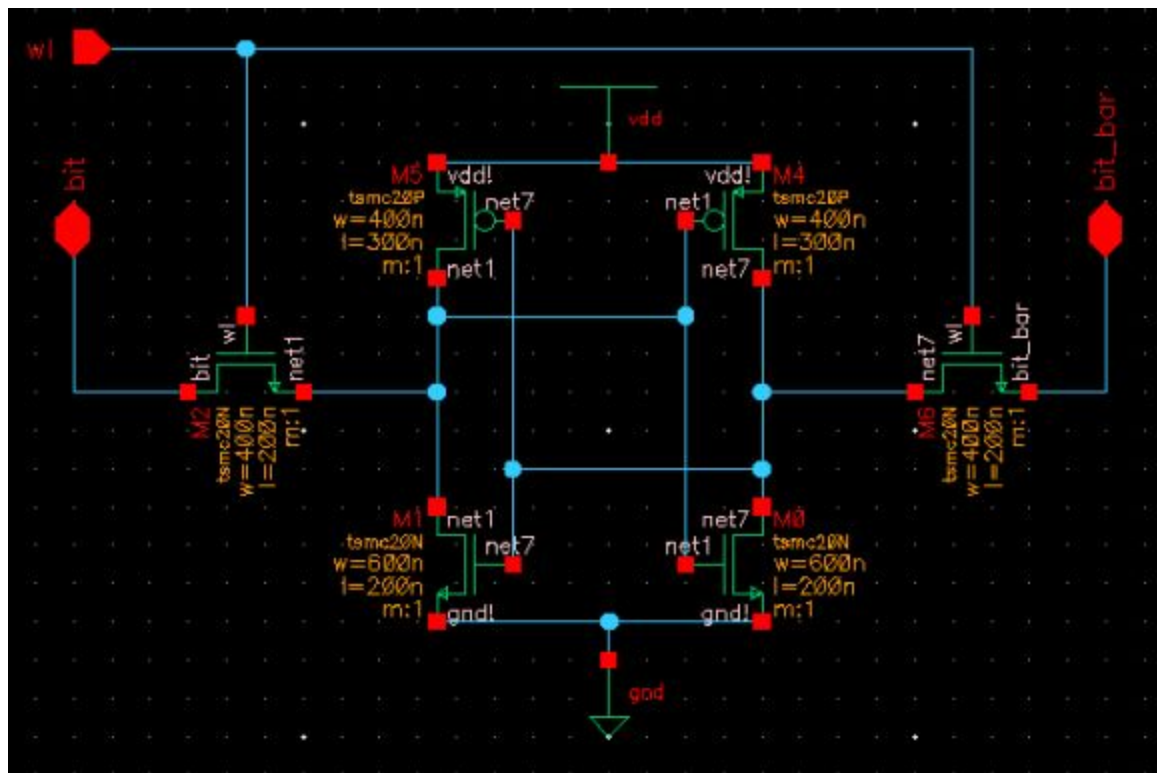 wl
vdd
bit
bit_bar
M5
vdd!
tsmc20P
w=400n
l=300n
m:1
net7
net1
vdd!
M4
net1
tsmc20P
w=400n
l=300n
m:1
net7
bit
wl
net1
M2
tsmc20N
w=400n
l=200n
m:1
net7
wl
bit_bar
M6
tsmc20N
w=400n
l=200n
m:1
M1
net1
tsmc20N
net7
w=600n
l=200n
m:1
gnd!
net7
M0
net1
tsmc20N
w=600n
l=200n
m:1
gnd!
gnd